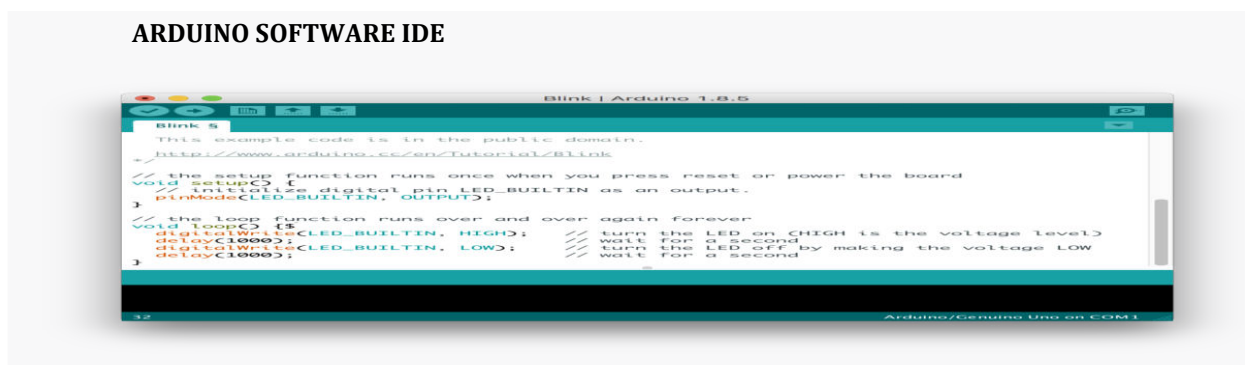 ARDUINO SOFTWARE IDE
Blink | Arduino 1.8.5
Blink §
This example code is in the public domain.
http://www.arduino.cc/en/Tutorial/Blink
*/
// the setup function runs once when you press reset or power the board
void setup() {
// initialize digital pin LED_BUILTIN as an output.
pinMode(LED_BUILTIN, OUTPUT);
}
// the loop function runs over and over again forever
void loop() {$
digitalWrite(LED_BUILTIN, HIGH); // turn the LED on (HIGH is the voltage level)
delay(1000); // wait for a second
digitalWrite(LED_BUILTIN, LOW); // turn the LED off by making the voltage LOW
delay(1000); // wait for a second
}
32 Arduino/Genuino Uno on COM1